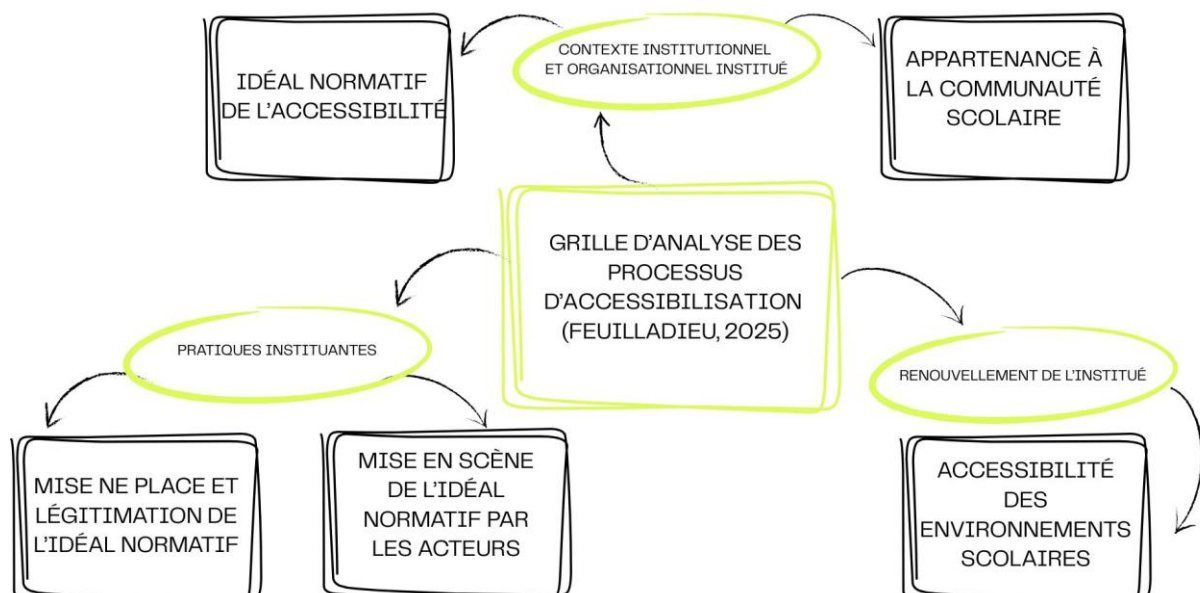 IDÉAL NORMATIF
DE L'ACCESSIBILITÉ
CONTEXTE INSTITUTIONNEL
ET ORGANISATIONNEL INSTITUÉ
APPARTENANCE À
LA COMMUNAUTÉ
SCOLAIRE
GRILLE D'ANALYSE DES
PROCESSUS
D'ACCESSIBILISATION
(FEUILLADIEU, 2025)
PRATIQUES INSTITUANTES
RENOUVELLEMENT DE L'INSTITUÉ
MISE NE PLACE ET
LÉGITIMATION DE
L'IDÉAL NORMATIF
MISE EN SCÈNE
DE L'IDÉAL
NORMATIF PAR
LES ACTEURS
ACCESSIBILITÉ
DES
ENVIRONNEMENTS
SCOLAIRES